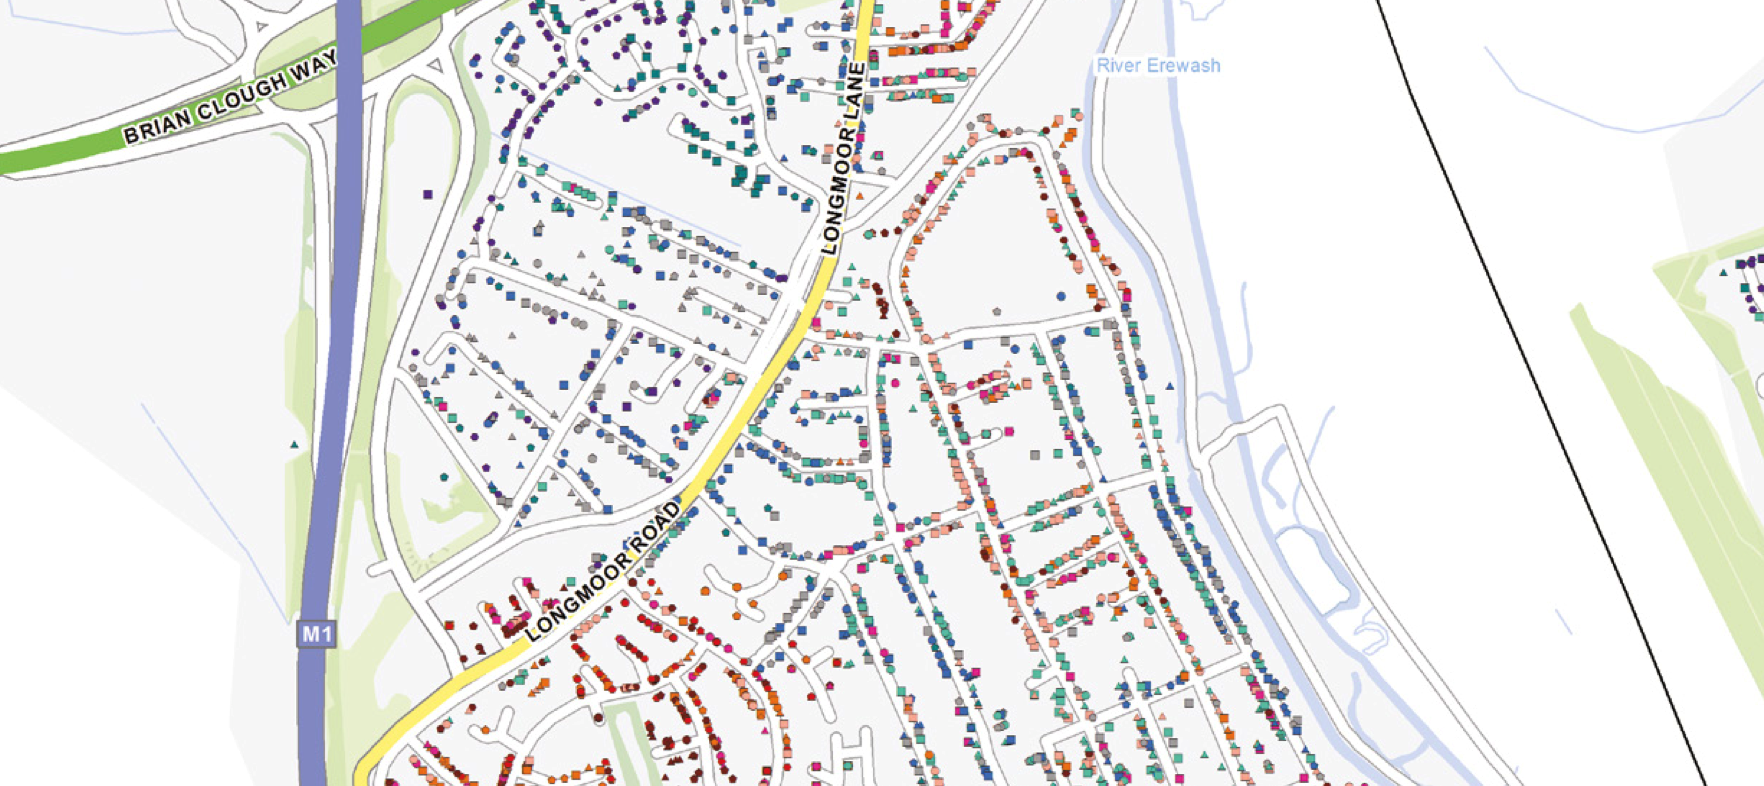 BRIAN CLOUGH WAY
LONGMOOR LANE
River Erewash
LONGMOOR ROAD
M1